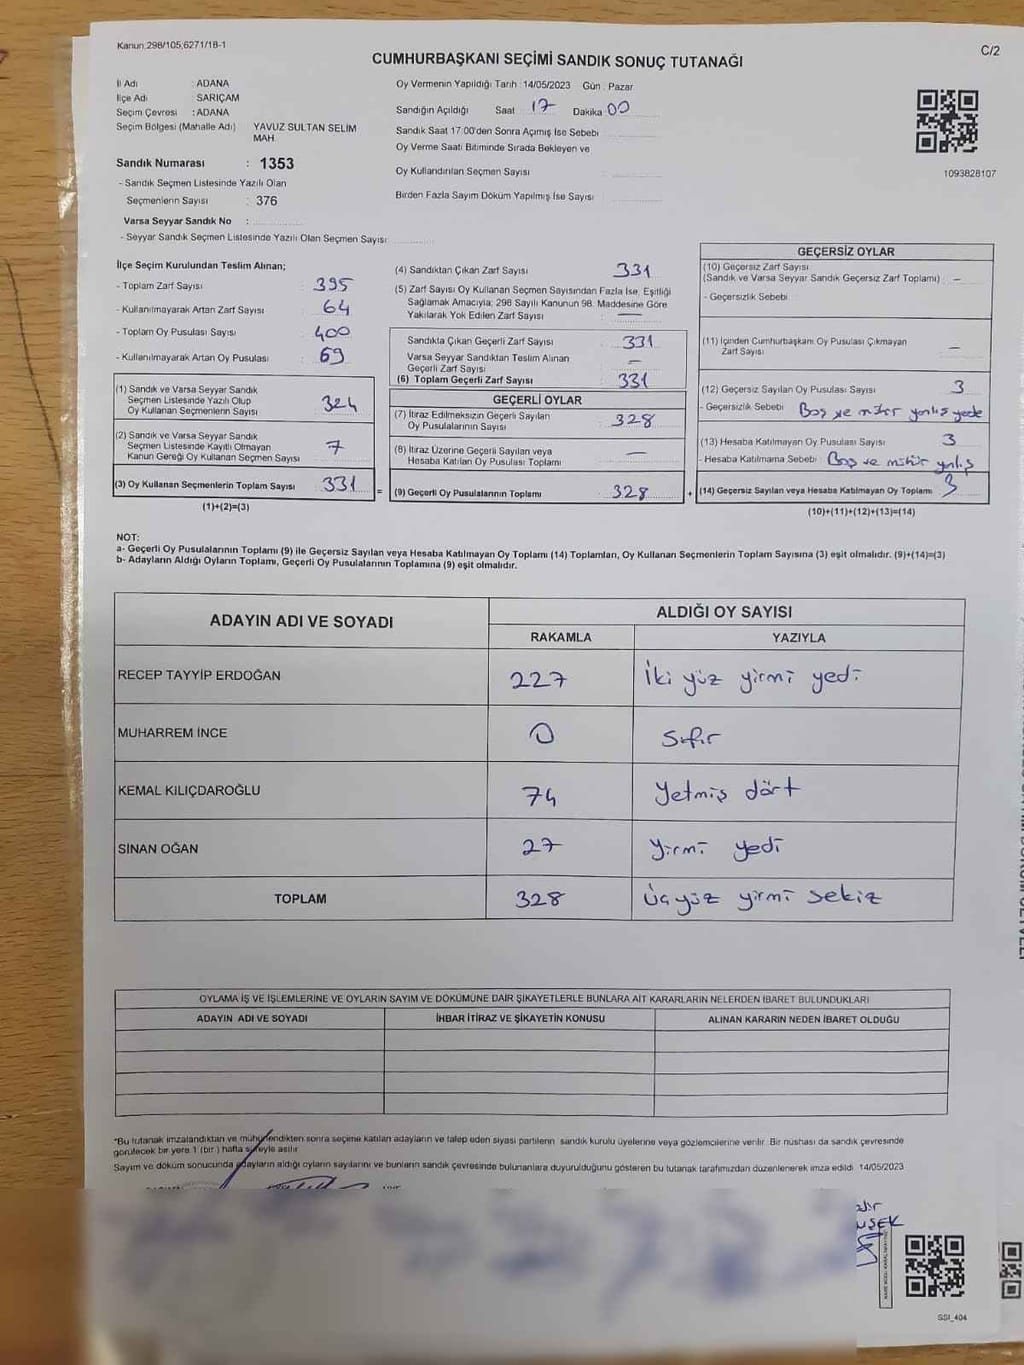 Kanun,298/105,6271/18-1
C/2
CUMHURBAŞKANI SEÇİMİ SANDIK SONUÇ TUTANAĞI
İl Adı : ADANA
İlçe Adı : SARIÇAM
Seçim Çevresi : ADANA
Seçim Bölgesi (Mahalle Adı) YAVUZ SULTAN SELİM MAH.
Sandık Numarası : 1353
- Sandık Seçmen Listesinde Yazılı Olan
Seçmenlerin Sayısı : 376
Varsa Seyyar Sandık No :
- Seyyar Sandık Seçmen Listesinde Yazılı Olan Seçmen Sayısı:
Oy Vermenin Yapıldığı Tarih :14/05/2023 Gün : Pazar
Sandığın Açıldığı Saat : 17 Dakika 00
Sandık Saat 17:00'den Sonra Açımış İse Sebebi
Oy Verme Saati Bitiminde Sırada Bekleyen ve
Oy Kullandırılan Seçmen Sayısı
Birden Fazla Sayım Döküm Yapılmış İse Sayısı
1093828107
İlçe Seçim Kurulundan Teslim Alınan;
- Toplam Zarf Sayısı : 395
- Kullanılmayarak Artan Zarf Sayısı : 64
- Toplam Oy Pusulası Sayısı : 400
- Kullanılmayarak Artan Oy Pusulası : 69
(1) Sandık ve Varsa Seyyar Sandık
Seçmen Listesinde Yazılı Olup
Oy Kullanan Seçmenlerin Sayısı 324
(2) Sandık ve Varsa Seyyar Sandık
Seçmen Listesinde Kayıtlı Olmayan
Kanun Gereği Oy Kullanan Seçmen Sayısı 7
(3) Oy Kullanan Seçmenlerin Toplam Sayısı 331 =
(1)+(2)=(3)
(4) Sandıktan Çıkan Zarf Sayısı 331
(5) Zarf Sayısı Oy Kullanan Seçmen Sayısından Fazla İse, Eşitliği
Sağlamak Amacıyla; 298 Sayılı Kanunun 98. Maddesine Göre
Yakılarak Yok Edilen Zarf Sayısı : —
Sandıkta Çıkan Geçerli Zarf Sayısı 331
Varsa Seyyar Sandıktan Teslim Alınan
Geçerli Zarf Sayısı —
(6) Toplam Geçerli Zarf Sayısı 331
GEÇERLİ OYLAR
(7) İtiraz Edilmeksizin Geçerli Sayılan
Oy Pusulalarının Sayısı 328
(8) İtiraz Üzerine Geçerli Sayılan veya
Hesaba Katılan Oy Pusulası Toplamı —
(9) Geçerli Oy Pusulalarının Toplamı 328 +
GEÇERSİZ OYLAR
(10) Geçersiz Zarf Sayısı
(Sandık ve Varsa Seyyar Sandık Geçersiz Zarf Toplamı) : —
- Geçersizlik Sebebi
(11) İçinden Cumhurbaşkanı Oy Pusulası Çıkmayan
Zarf Sayısı —
(12) Geçersiz Sayılan Oy Pusulası Sayısı 3
- Geçersizlik Sebebi : Boş ve mühür yanlış yerde
(13) Hesaba Katılmayan Oy Pusulası Sayısı 3
- Hesaba Katılmama Sebebi : Boş ve mühür yanlış
(14) Geçersiz Sayılan veya Hesaba Katılmayan Oy Toplamı 3
(10)+(11)+(12)+(13)=(14)
NOT:
a- Geçerli Oy Pusulalarının Toplamı (9) ile Geçersiz Sayılan veya Hesaba Katılmayan Oy Toplamı (14) Toplamları, Oy Kullanan Seçmenlerin Toplam Sayısına (3) eşit olmalıdır. (9)+(14)=(3)
b- Adayların Aldığı Oyların Toplamı, Geçerli Oy Pusulalarının Toplamına (9) eşit olmalıdır.
ADAYIN ADI VE SOYADI
ALDIĞI OY SAYISI
RAKAMLA YAZIYLA
RECEP TAYYİP ERDOĞAN 227 İki yüz yirmi yedi
MUHARREM İNCE 0 Sıfır
KEMAL KILIÇDAROĞLU 74 Yetmiş dört
SİNAN OĞAN 27 Yirmi yedi
TOPLAM 328 Üçyüz yirmi sekiz
OYLAMA İŞ VE İŞLEMLERİNE VE OYLARIN SAYIM VE DÖKÜMÜNE DAİR ŞİKAYETLERLE BUNLARA AİT KARARLARIN NELERDEN İBARET BULUNDUKLARI
ADAYIN ADI VE SOYADI İHBAR İTİRAZ VE ŞİKAYETİN KONUSU ALINAN KARARIN NEDEN İBARET OLDUĞU
*Bu tutanak imzalandıktan ve mühürlendikten sonra seçime katılan adayların ve talep eden siyasi partilerin sandık kurulu üyelerine veya gözlemcilerine verilir. Bir nüshası da sandık çevresinde
görülecek bir yere 1 (bir ) hafta süreyle asılır
Sayım ve döküm sonucunda adayların aldığı oyların sayılarını ve bunların sandık çevresinde bulunanlara duyurulduğunu gösteren bu tutanak tarafımızdan düzenlenerek imza edildi. 14/05/2023
SSI_404